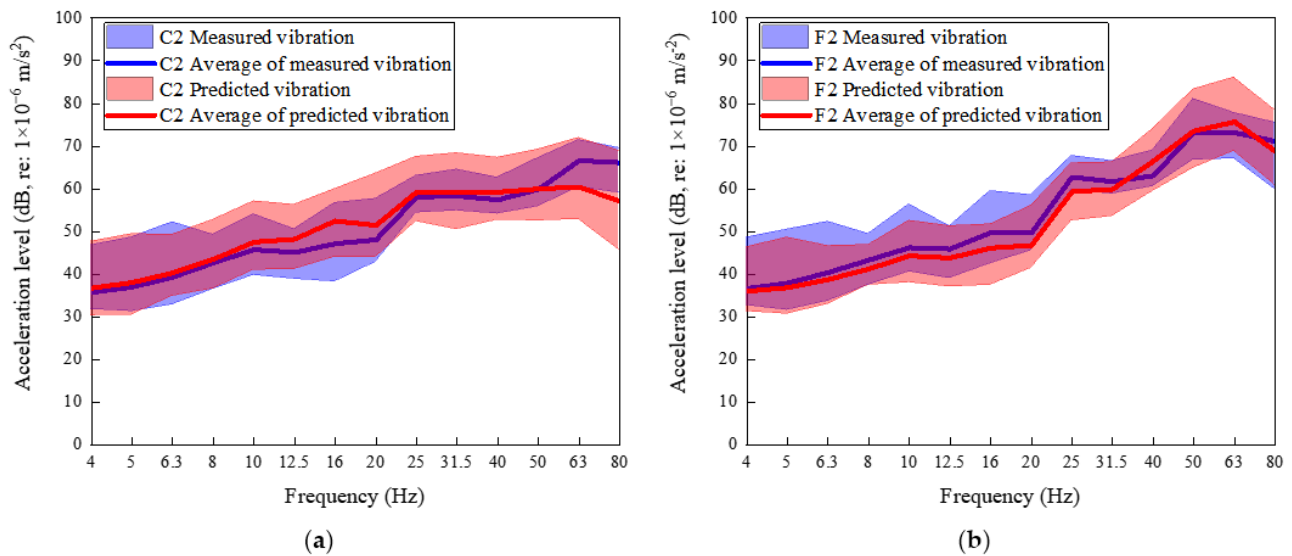 Acceleration level (dB, re: 1×10⁻⁶ m/s²)
100
90
80
70
60
50
40
30
20
10
0
C2 Measured vibration
C2 Average of measured vibration
C2 Predicted vibration
C2 Average of predicted vibration
4 5 6.3 8 10 12.5 16 20 25 31.5 40 50 63 80
Frequency (Hz)
(a)
Acceleration level (dB, re: 1×10⁻⁶ m/s⁻²)
100
90
80
70
60
50
40
30
20
10
0
F2 Measured vibration
F2 Average of measured vibration
F2 Predicted vibration
F2 Average of predicted vibration
4 5 6.3 8 10 12.5 16 20 25 31.5 40 50 63 80
Frequency (Hz)
(b)